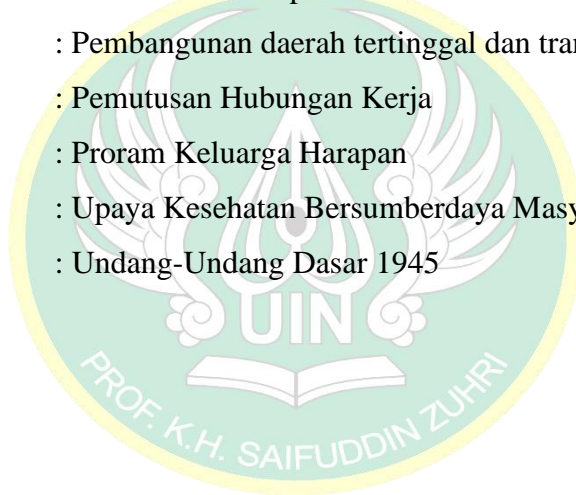 : Pembangunan daerah tertinggal dan tran
: Pemutusan Hubungan Kerja
: Proram Keluarga Harapan
: Upaya Kesehatan Bersumberdaya Masy
: Undang-Undang Dasar 1945
UIN
PROF. K.H. SAIFUDDIN ZUHRI